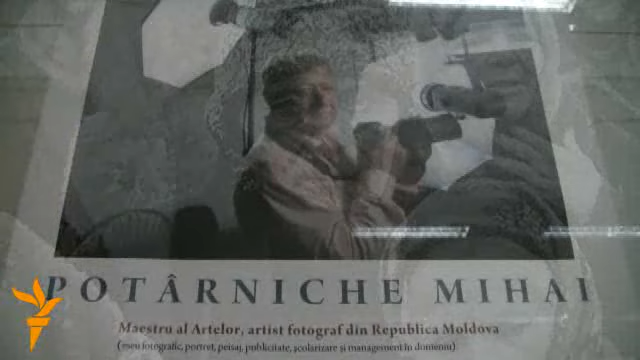 POTÂRNICHE MIHAI
Maestru al Artelor, artist fotograf din Republica Moldova
(eseu fotografic, portret, peisaj, publicitate, școlarizare și management în domeniu)